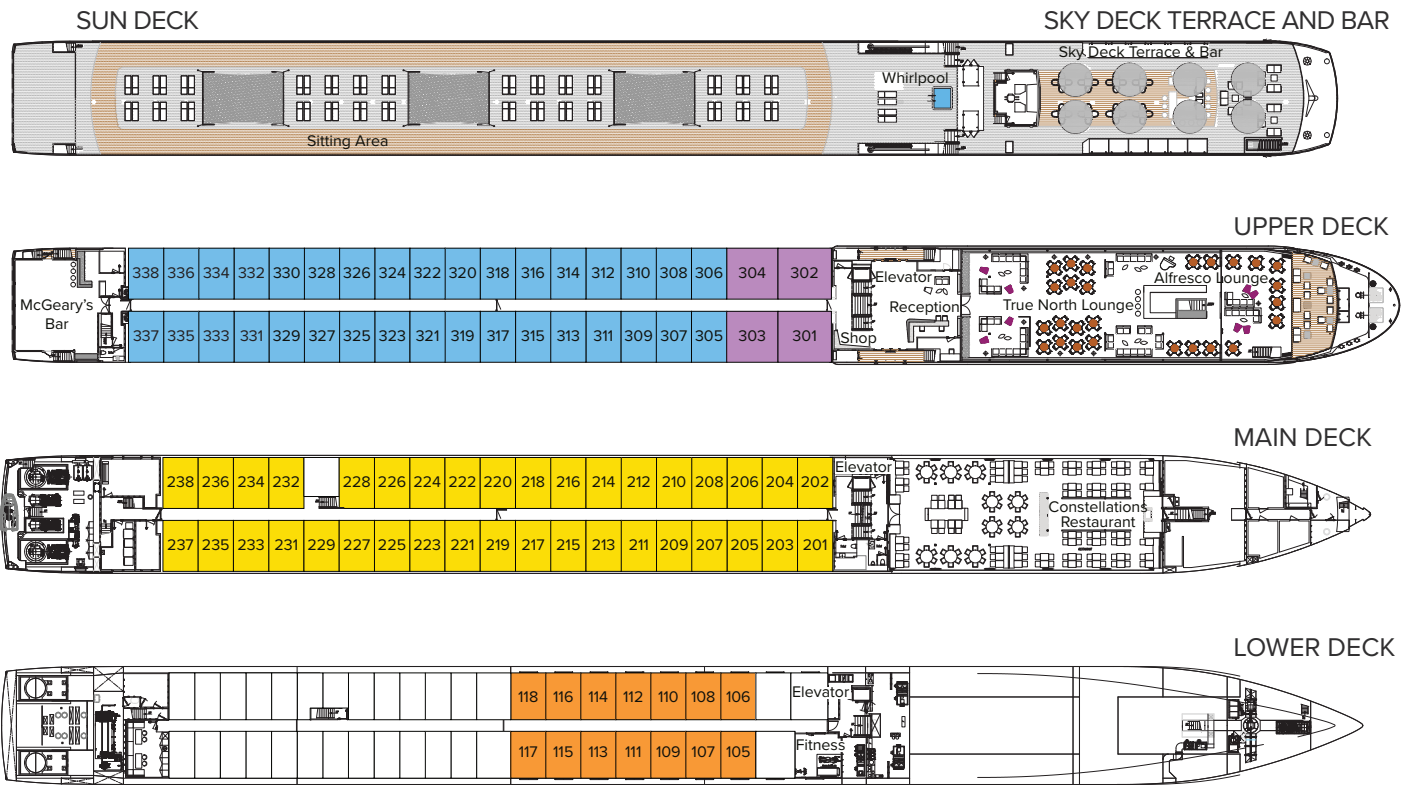 SUN DECK
SKY DECK TERRACE AND BAR
Sky Deck Terrace & Bar
Whirlpool
Sitting Area
UPPER DECK
338 336 334 332 330 328 326 324 322 320 318 316 314 312 310 308 306 304 302
Elevator
Alfresco Lounge
McGeary's
Bar
Reception
True North Lounge
337 335 333 331 329 327 325 323 321 319 317 315 313 311 309 307 305 303 301
Shop
MAIN DECK
Elevator
238 236 234 232 228 226 224 222 220 218 216 214 212 210 208 206 204 202
Constellations
Restaurant
237 235 233 231 229 227 225 223 221 219 217 215 213 211 209 207 205 203 201
LOWER DECK
118 116 114 112 110 108 106
Elevator
117 115 113 111 109 107 105
Fitness